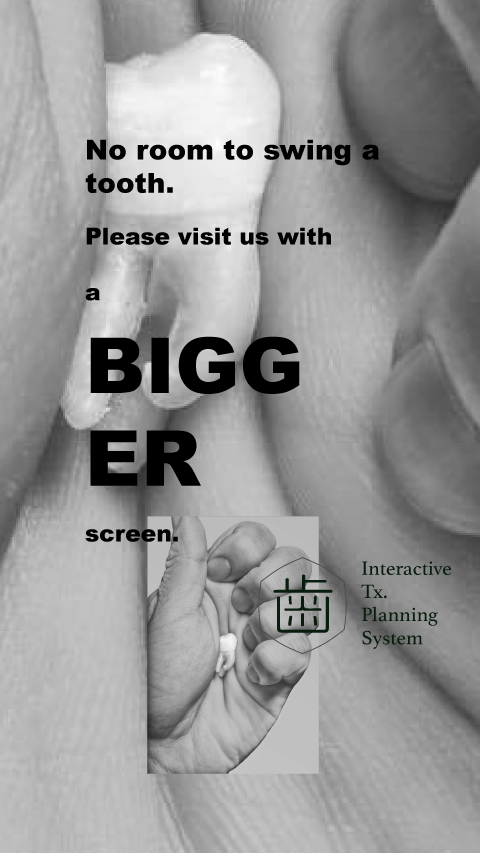 No room to swing a
tooth.
Please visit us with
a
BIGG
ER
screen.
歯
Interactive
Tx.
Planning
System